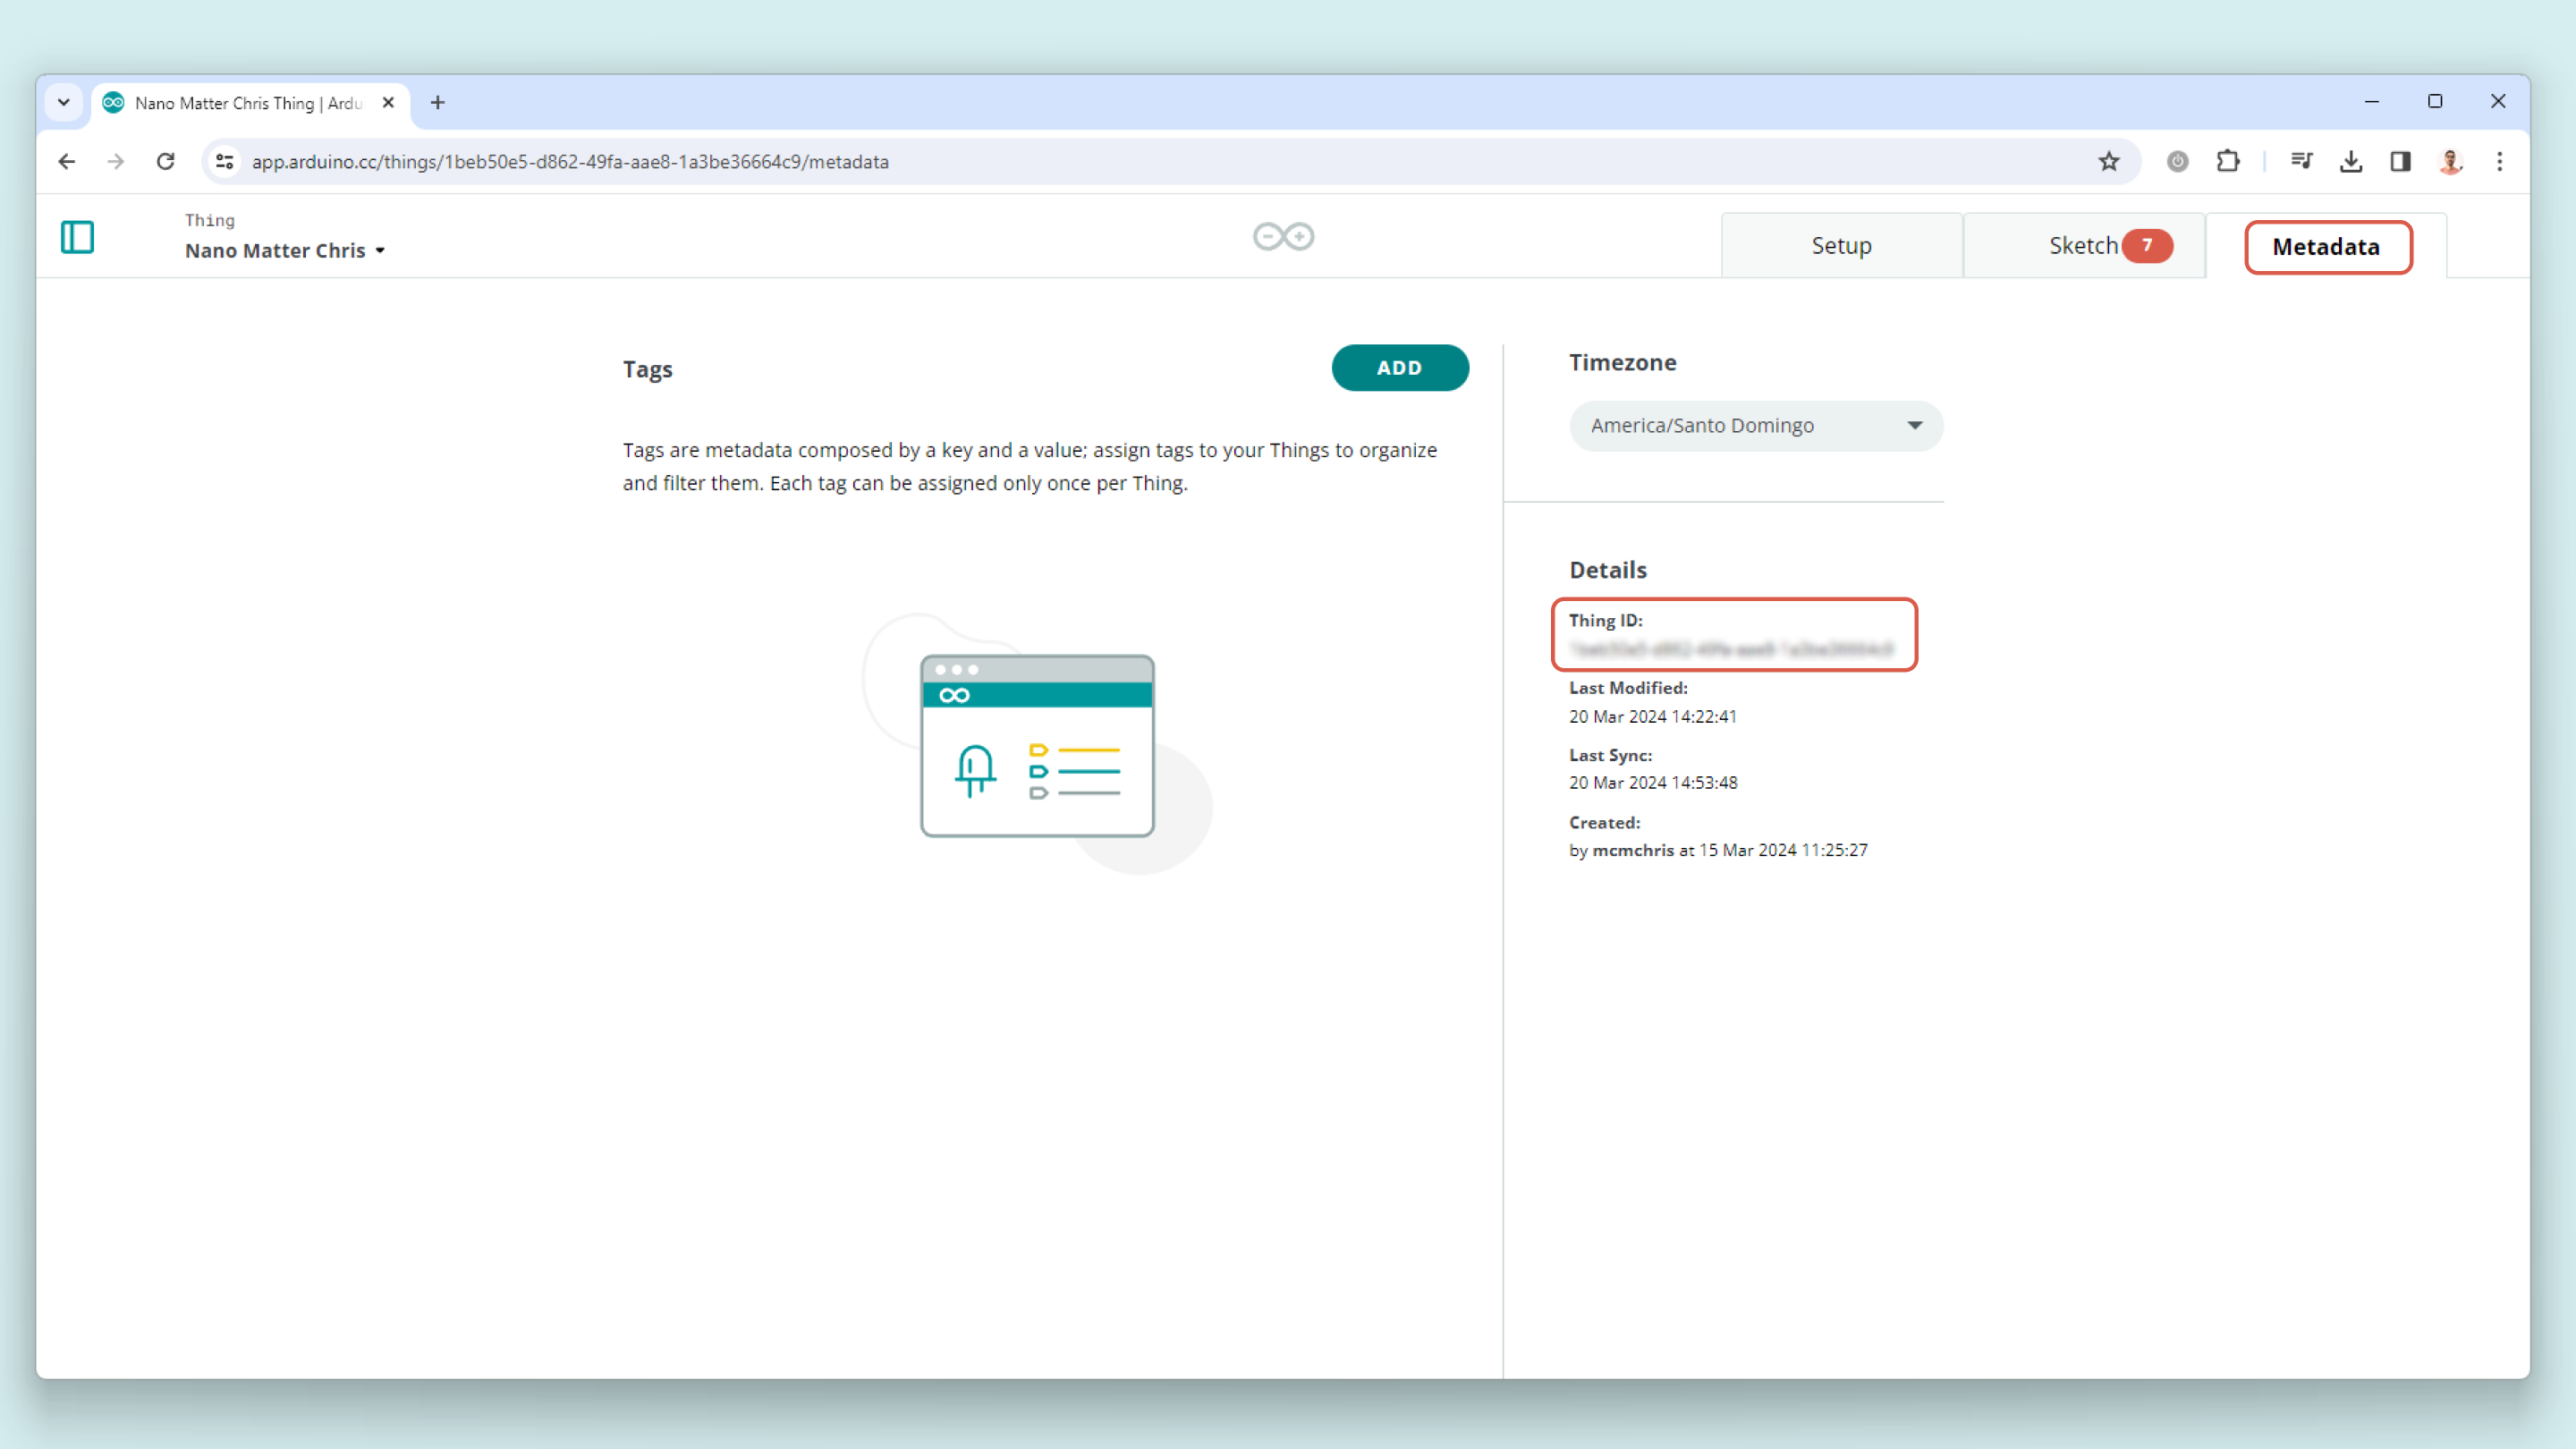 Nano Matter Chris Thing | Ardu
app.arduino.cc/things/1beb50e5-d862-49fa-aae8-1a3be36664c9/metadata
Thing
Nano Matter Chris
Setup
Sketch 7
Metadata
Tags
ADD
Tags are metadata composed by a key and a value; assign tags to your Things to organize
and filter them. Each tag can be assigned only once per Thing.
Timezone
America/Santo Domingo
Details
Thing ID:
Last Modified:
20 Mar 2024 14:22:41
Last Sync:
20 Mar 2024 14:53:48
Created:
by mcmchris at 15 Mar 2024 11:25:27